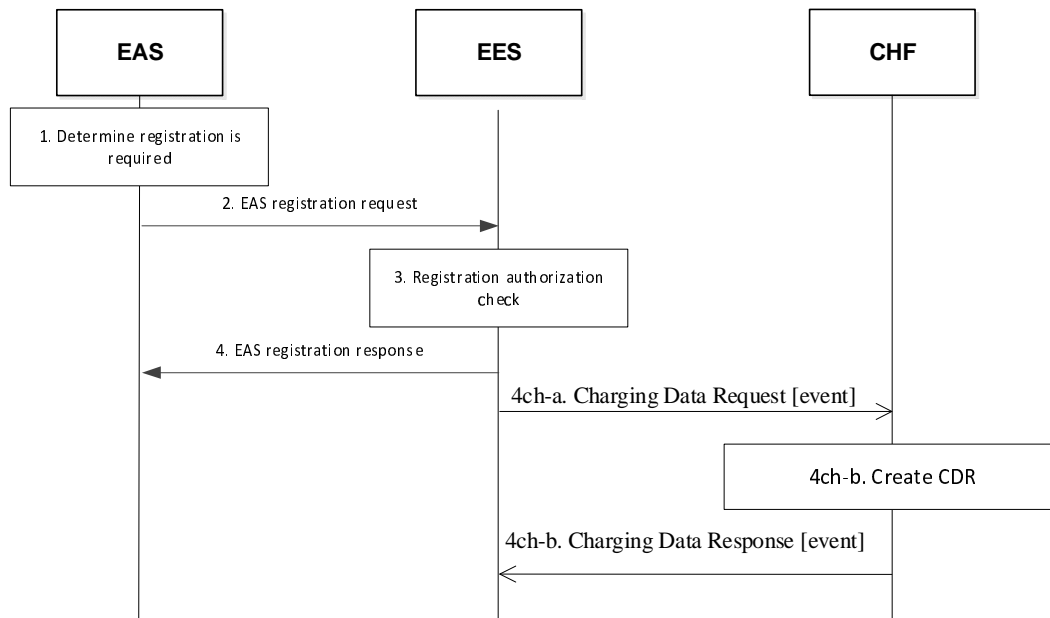 EAS
EES
CHF
1. Determine registration is
required
2. EAS registration request
3. Registration authorization
check
4. EAS registration response
4ch-a. Charging Data Request [event]
4ch-b. Create CDR
4ch-b. Charging Data Response [event]